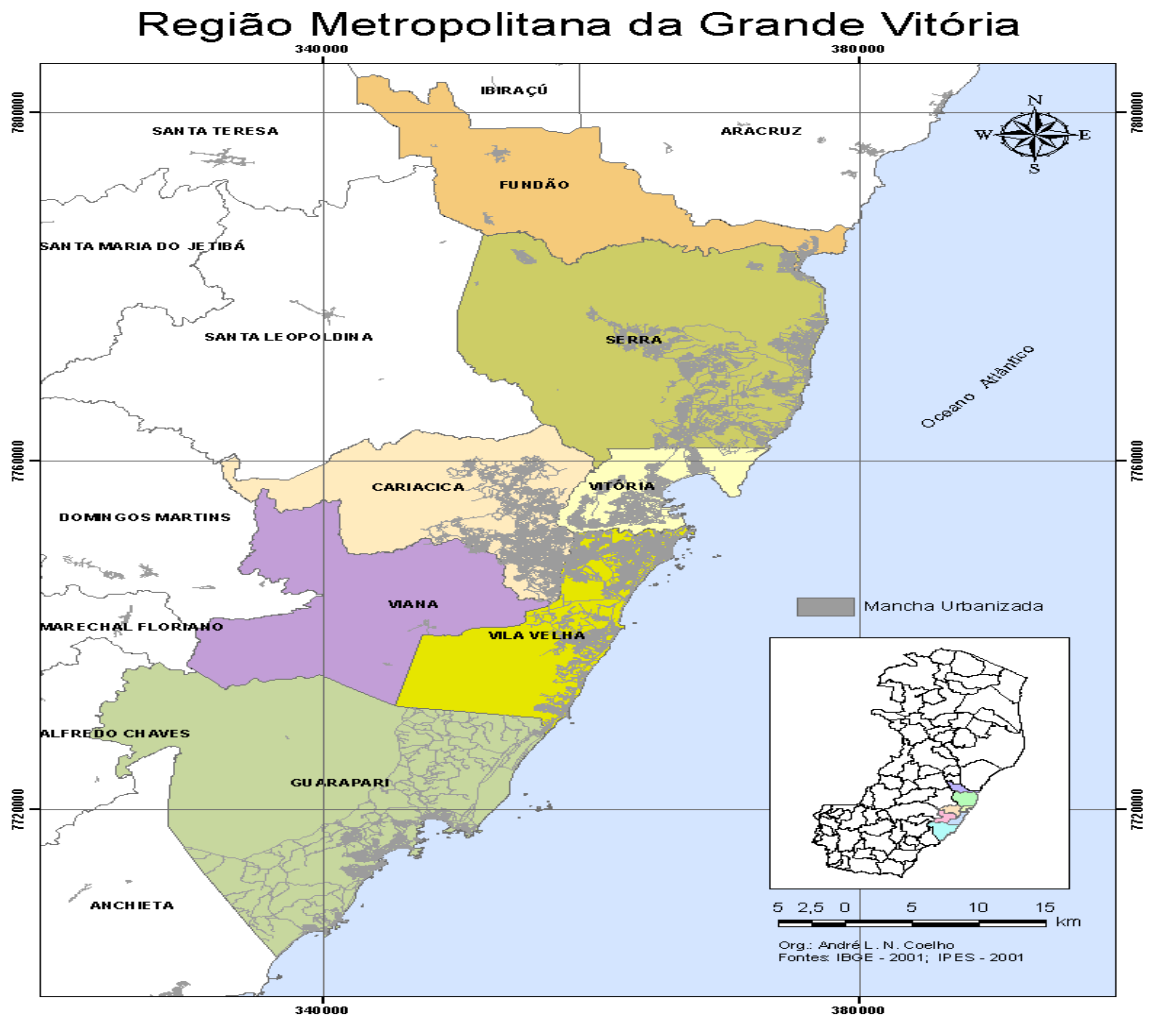 Região Metropolitana da Grande Vitória
340000
380000
7800000
7800000
IBIRAÇÚ
SANTA TERESA
ARACRUZ
N
W
E
S
FUNDÃO
SANTA MARIA DO JETIBÁ
SANTA LEOPOLDINA
SERRA
Oceano Atlântico
7760000
7760000
CARIACICA
VITÓRIA
DOMINGOS MARTINS
VIANA
Mancha Urbanizada
MARECHAL FLORIANO
VILA VELHA
ALFREDO CHAVES
GUARAPARI
7720000
7720000
ANCHIETA
5 2,5 0 5 10 15
km
Org.: André L. N. Coelho
Fontes: IBGE - 2001; IPES - 2001
340000
380000